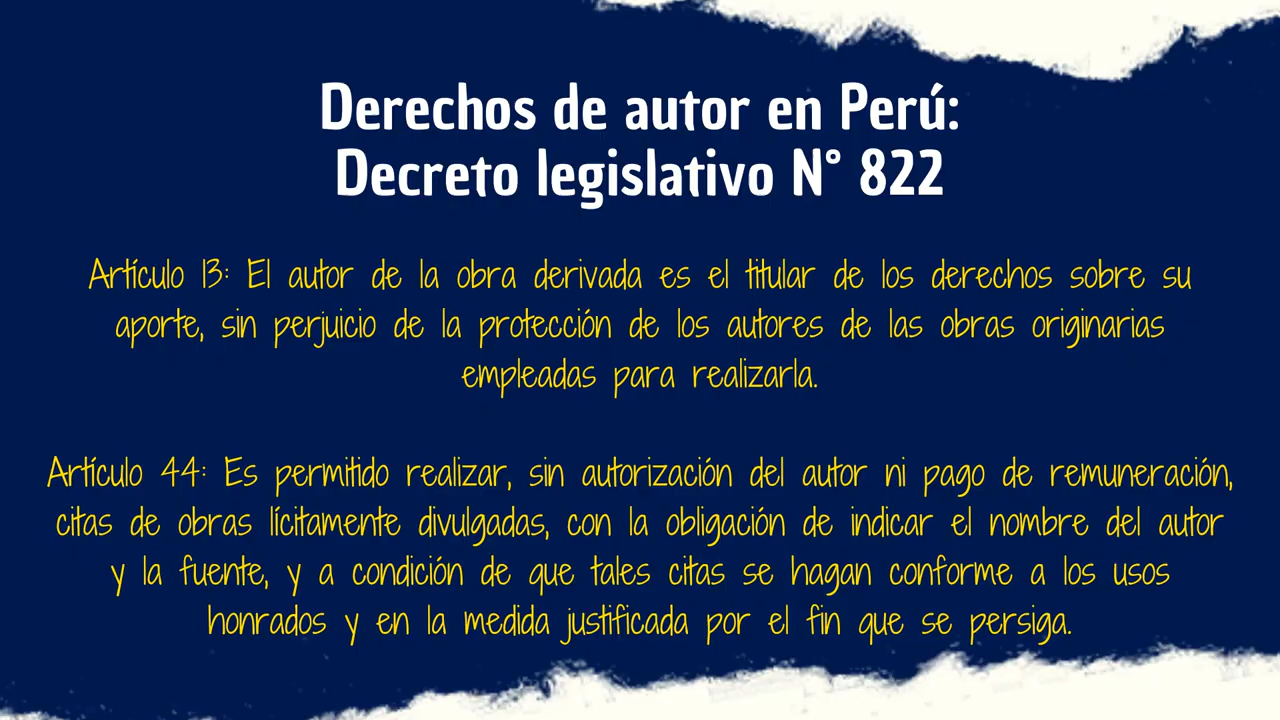 Derechos de autor en Perú:
Decreto legislativo N° 822
Artículo 13: El autor de la obra derivada es el titular de los derechos sobre su
aporte, sin perjuicio de la protección de los autores de las obras originarias
empleadas para realizarla.
Artículo 44: Es permitido realizar, sin autorización del autor ni pago de remuneración,
citas de obras lícitamente divulgadas, con la obligación de indicar el nombre del autor
y la fuente, y a condición de que tales citas se hagan conforme a los usos
honrados y en la medida justificada por el fin que se persiga.